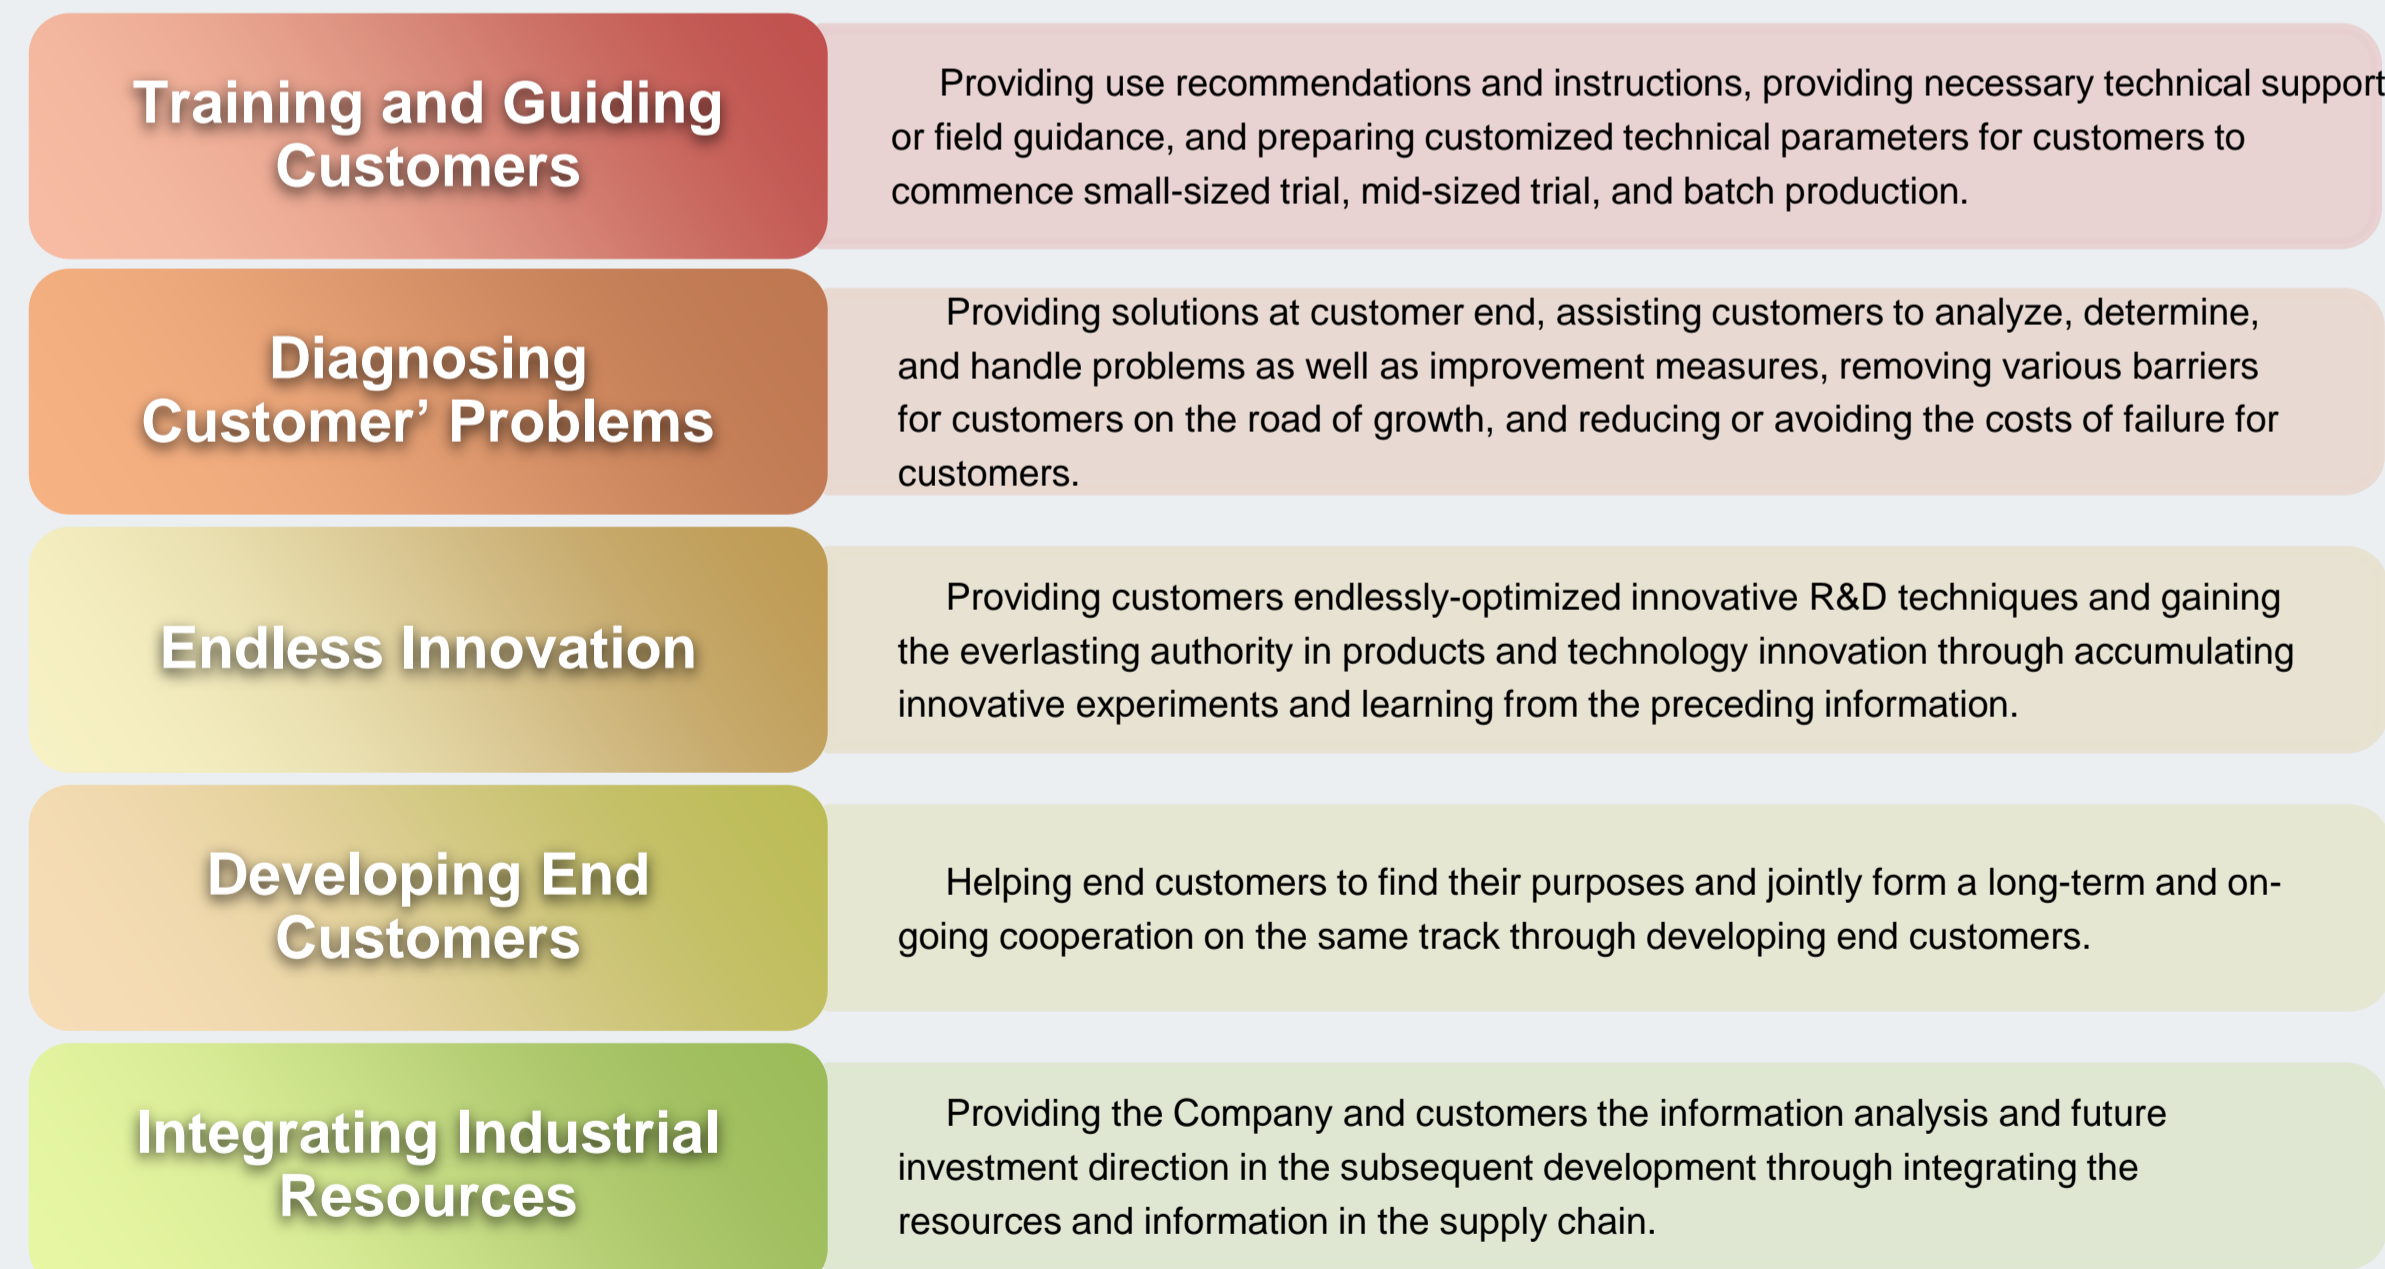 Training and Guiding
Customers
Providing use recommendations and instructions, providing necessary technical support
or field guidance, and preparing customized technical parameters for customers to
commence small-sized trial, mid-sized trial, and batch production.
Diagnosing
Customer’ Problems
Providing solutions at customer end, assisting customers to analyze, determine,
and handle problems as well as improvement measures, removing various barriers
for customers on the road of growth, and reducing or avoiding the costs of failure for
customers.
Endless Innovation
Providing customers endlessly-optimized innovative R&D techniques and gaining
the everlasting authority in products and technology innovation through accumulating
innovative experiments and learning from the preceding information.
Developing End
Customers
Helping end customers to find their purposes and jointly form a long-term and on-
going cooperation on the same track through developing end customers.
Integrating Industrial
Resources
Providing the Company and customers the information analysis and future
investment direction in the subsequent development through integrating the
resources and information in the supply chain.